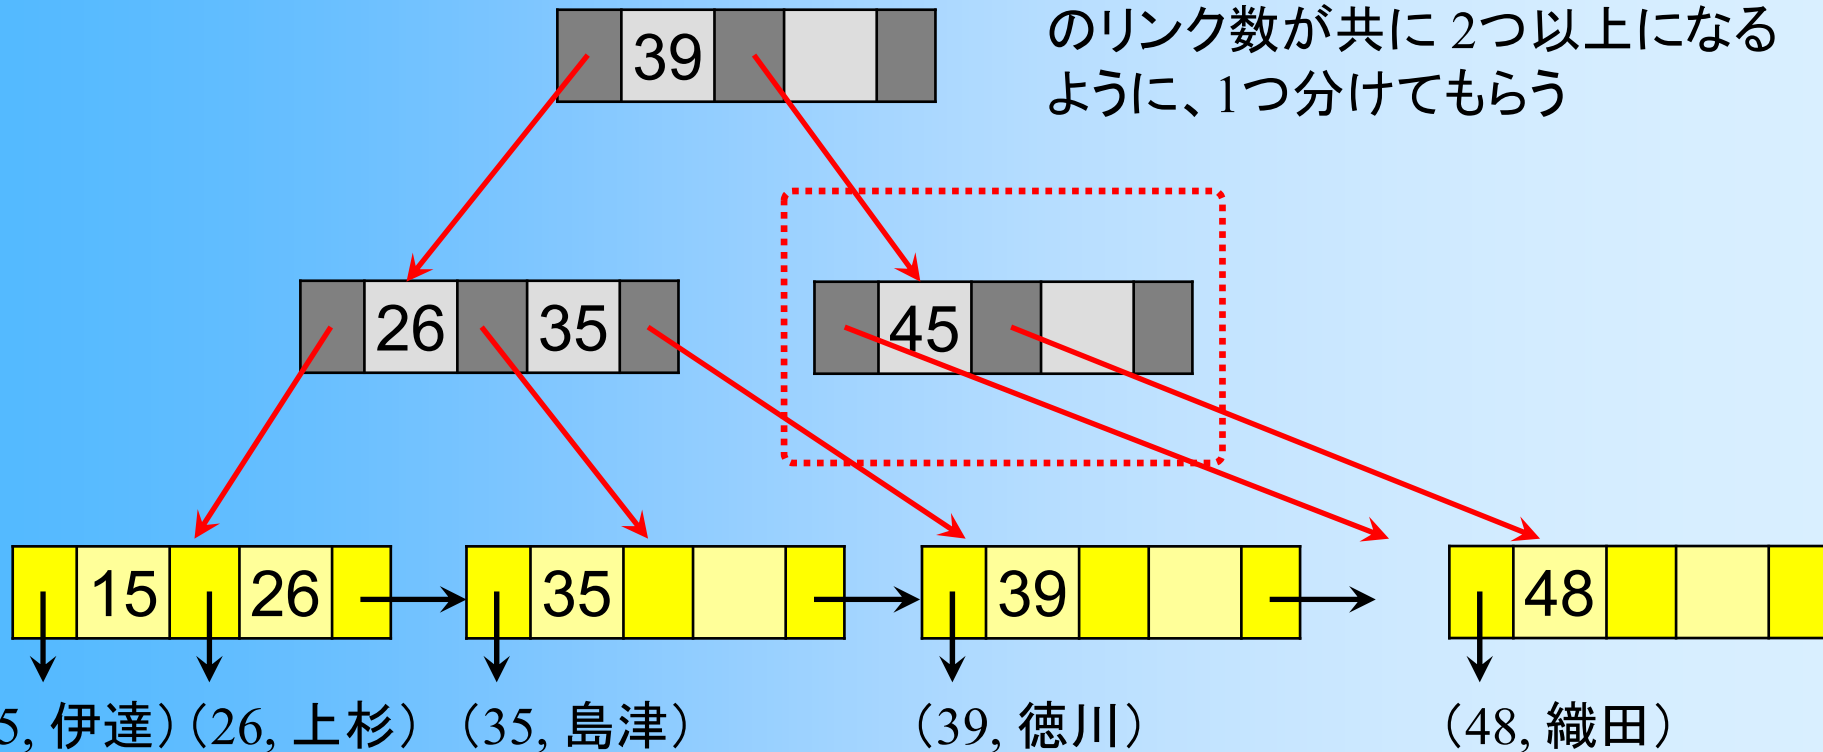 のリンク数が共に 2つ以上になる
ように、1つ分けてもらう
39
26 35 45
15 26 35 39 48
5, 伊達) (26, 上杉) (35, 島津) (39, 徳川) (48, 織田)